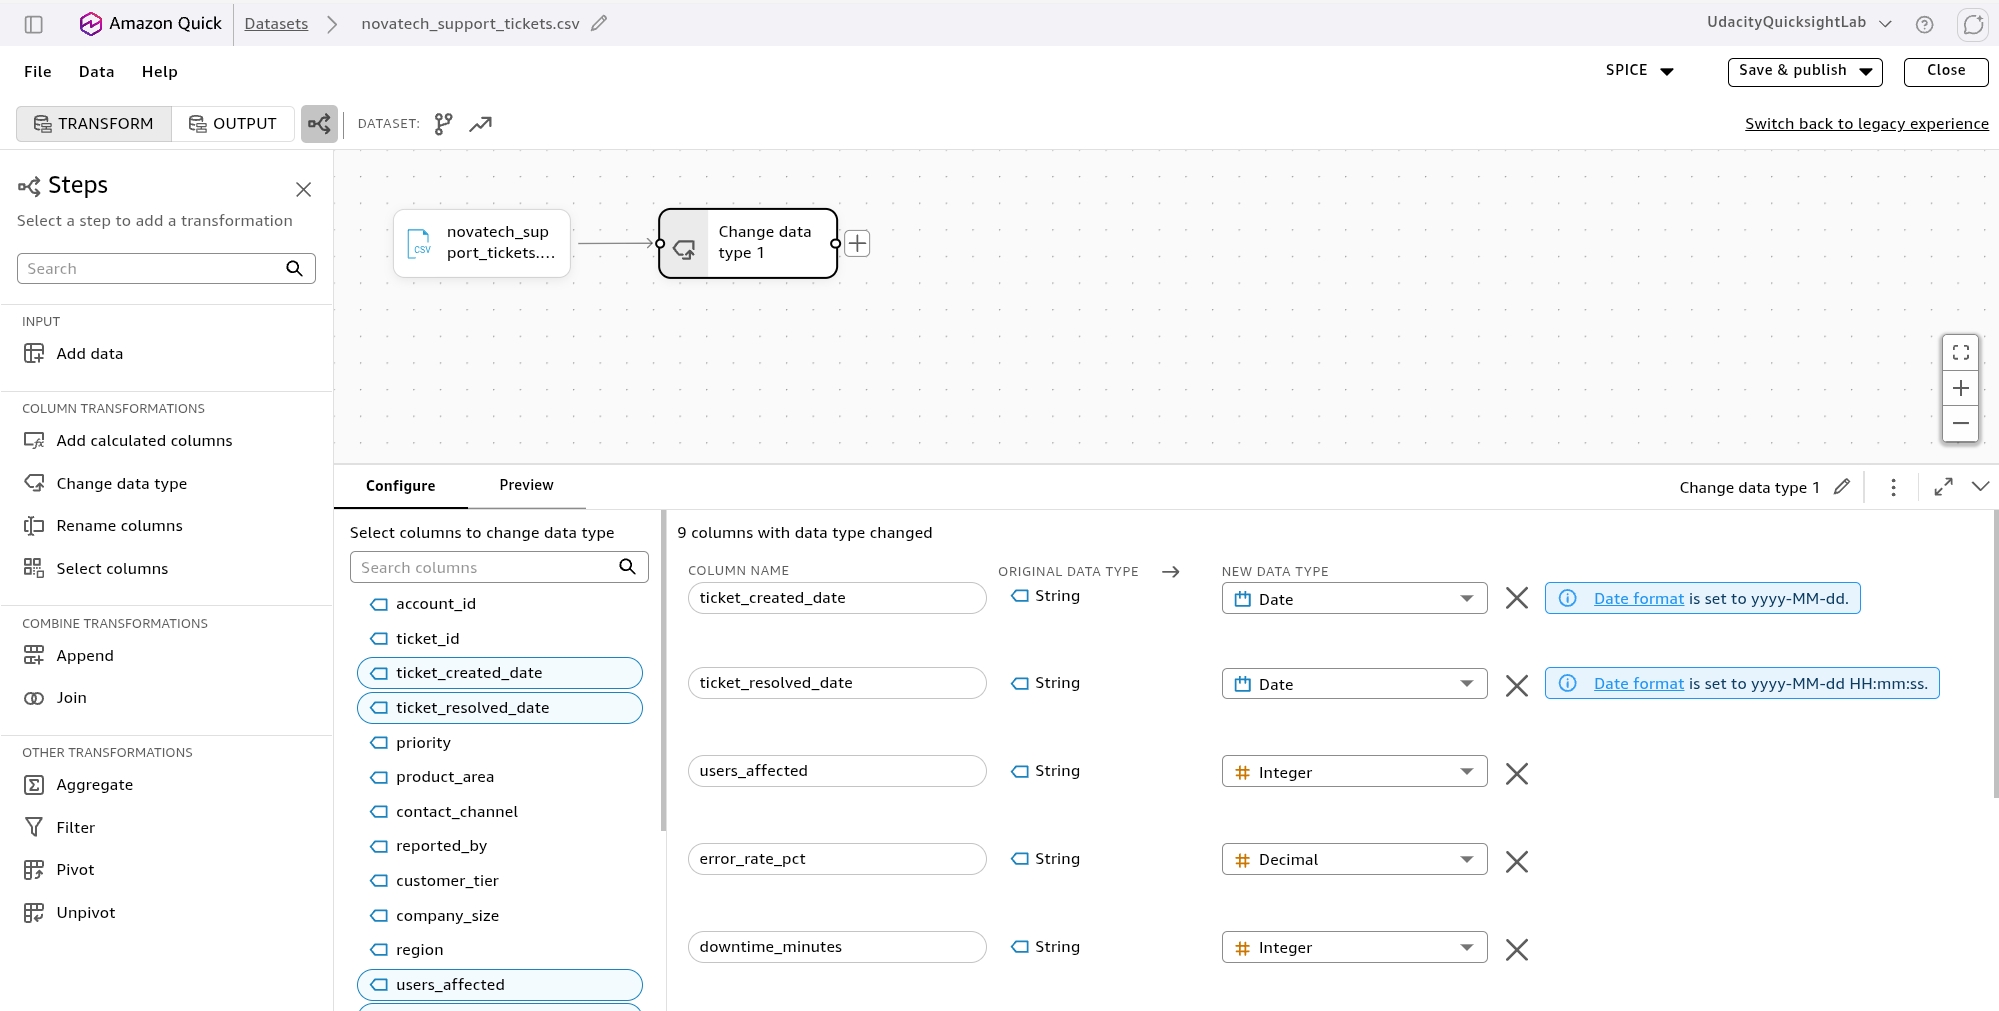 Amazon Quick
Datasets
novatech_support_tickets.csv
UdacityQuicksightLab
File
Data
Help
SPICE
Save & publish
Close
TRANSFORM
OUTPUT
DATASET:
Switch back to legacy experience
Steps
Select a step to add a transformation
Search
INPUT
Add data
COLUMN TRANSFORMATIONS
Add calculated columns
Change data type
Rename columns
Select columns
COMBINE TRANSFORMATIONS
Append
Join
OTHER TRANSFORMATIONS
Aggregate
Filter
Pivot
Unpivot
CSV
novatech_sup
port_tickets....
Change data
type 1
Configure
Preview
Change data type 1
Select columns to change data type
Search columns
account_id
ticket_id
ticket_created_date
ticket_resolved_date
priority
product_area
contact_channel
reported_by
customer_tier
company_size
region
users_affected
9 columns with data type changed
COLUMN NAME
ORIGINAL DATA TYPE
NEW DATA TYPE
ticket_created_date
String
Date
Date format is set to yyyy-MM-dd.
ticket_resolved_date
String
Date
Date format is set to yyyy-MM-dd HH:mm:ss.
users_affected
String
Integer
error_rate_pct
String
Decimal
downtime_minutes
String
Integer